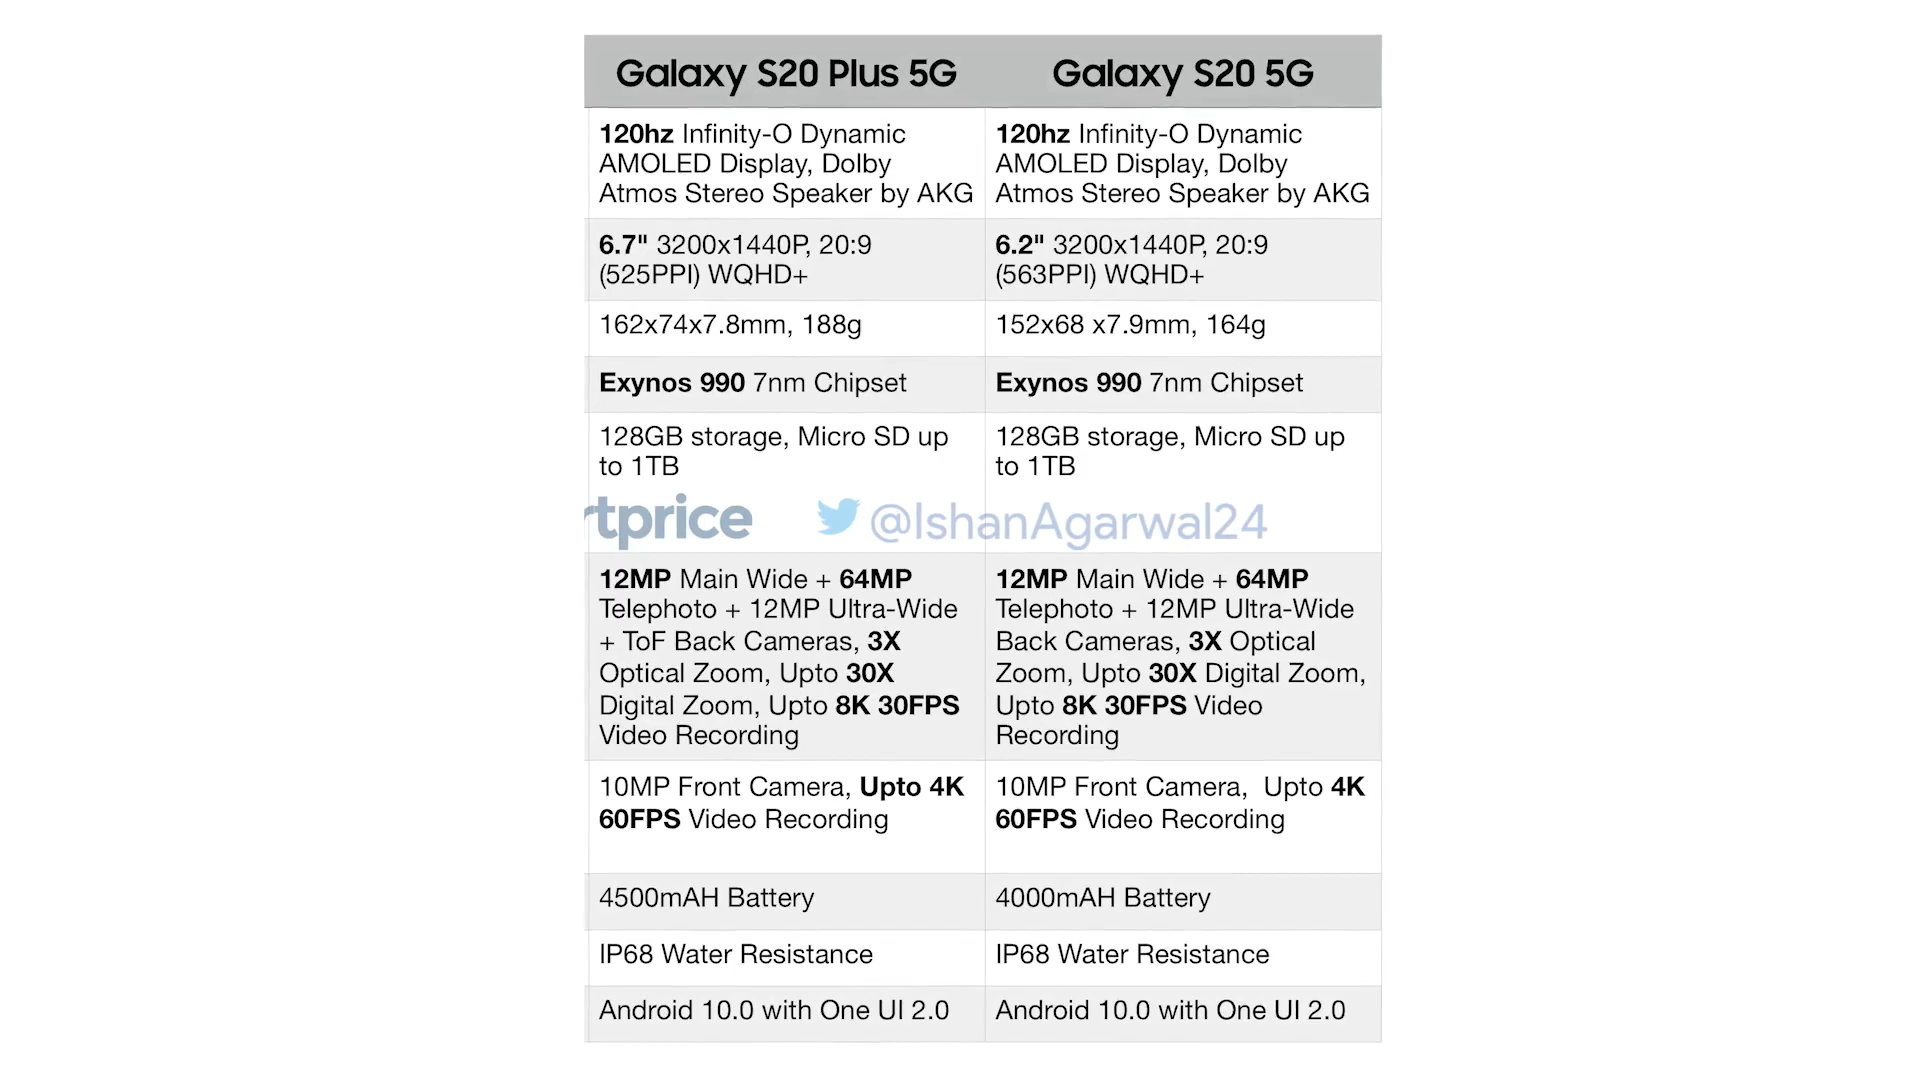 Galaxy S20 Plus 5G
Galaxy S20 5G
120hz Infinity-O Dynamic
AMOLED Display, Dolby
Atmos Stereo Speaker by AKG
120hz Infinity-O Dynamic
AMOLED Display, Dolby
Atmos Stereo Speaker by AKG
6.7" 3200x1440P, 20:9
(525PPI) WQHD+
6.2" 3200x1440P, 20:9
(563PPI) WQHD+
162x74x7.8mm, 188g
152x68 x7.9mm, 164g
Exynos 990 7nm Chipset
Exynos 990 7nm Chipset
128GB storage, Micro SD up
to 1TB
128GB storage, Micro SD up
to 1TB
rtprice
@IshanAgarwal24
12MP Main Wide + 64MP
Telephoto + 12MP Ultra-Wide
+ ToF Back Cameras, 3X
Optical Zoom, Upto 30X
Digital Zoom, Upto 8K 30FPS
Video Recording
12MP Main Wide + 64MP
Telephoto + 12MP Ultra-Wide
Back Cameras, 3X Optical
Zoom, Upto 30X Digital Zoom,
Upto 8K 30FPS Video
Recording
10MP Front Camera, Upto 4K
60FPS Video Recording
10MP Front Camera,  Upto 4K
60FPS Video Recording
4500mAH Battery
4000mAH Battery
IP68 Water Resistance
IP68 Water Resistance
Android 10.0 with One UI 2.0
Android 10.0 with One UI 2.0